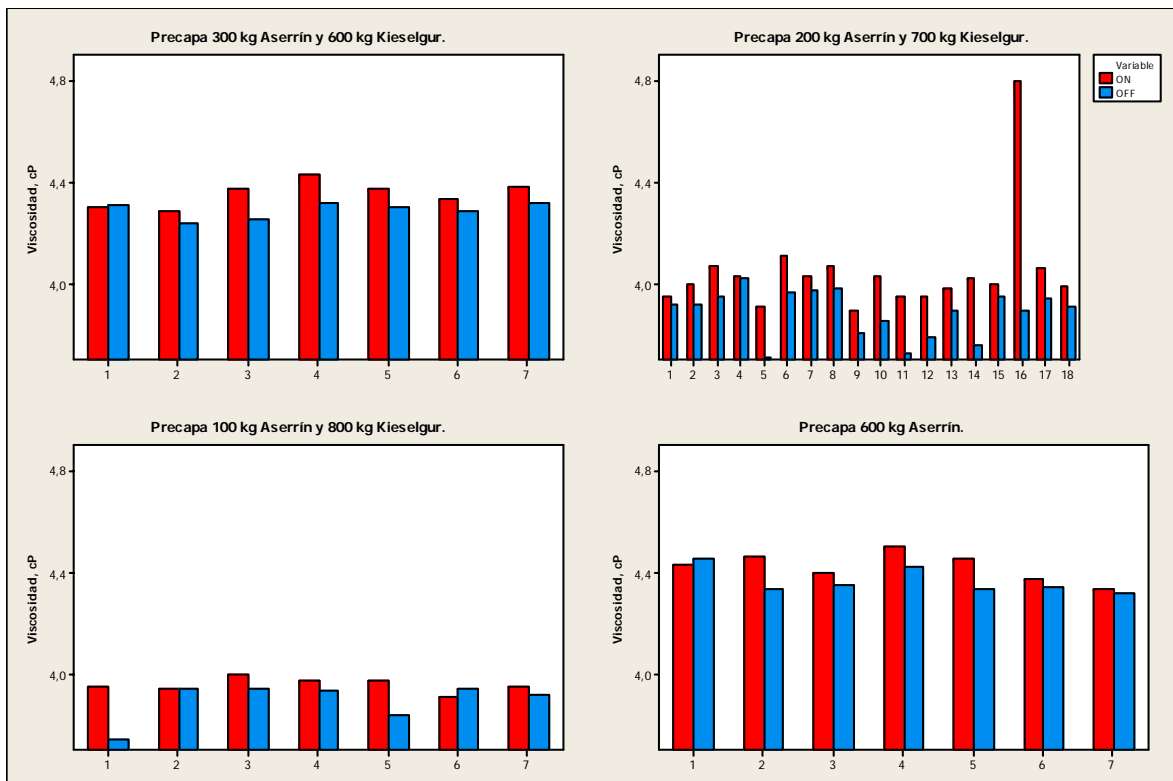 Precapa 300 kg Aserrín y 600 kg Kieselgur.
Viscosidad, cP
4,8
4,4
4,0
1 2 3 4 5 6 7
Precapa 200 kg Aserrín y 700 kg Kieselgur.
Viscosidad, cP
4,8
4,4
4,0
1 2 3 4 5 6 7 8 9 10 11 12 13 14 15 16 17 18
Variable
ON
OFF
Precapa 100 kg Aserrín y 800 kg Kieselgur.
Viscosidad, cP
4,8
4,4
4,0
1 2 3 4 5 6 7
Precapa 600 kg Aserrín.
Viscosidad, cP
4,8
4,4
4,0
1 2 3 4 5 6 7